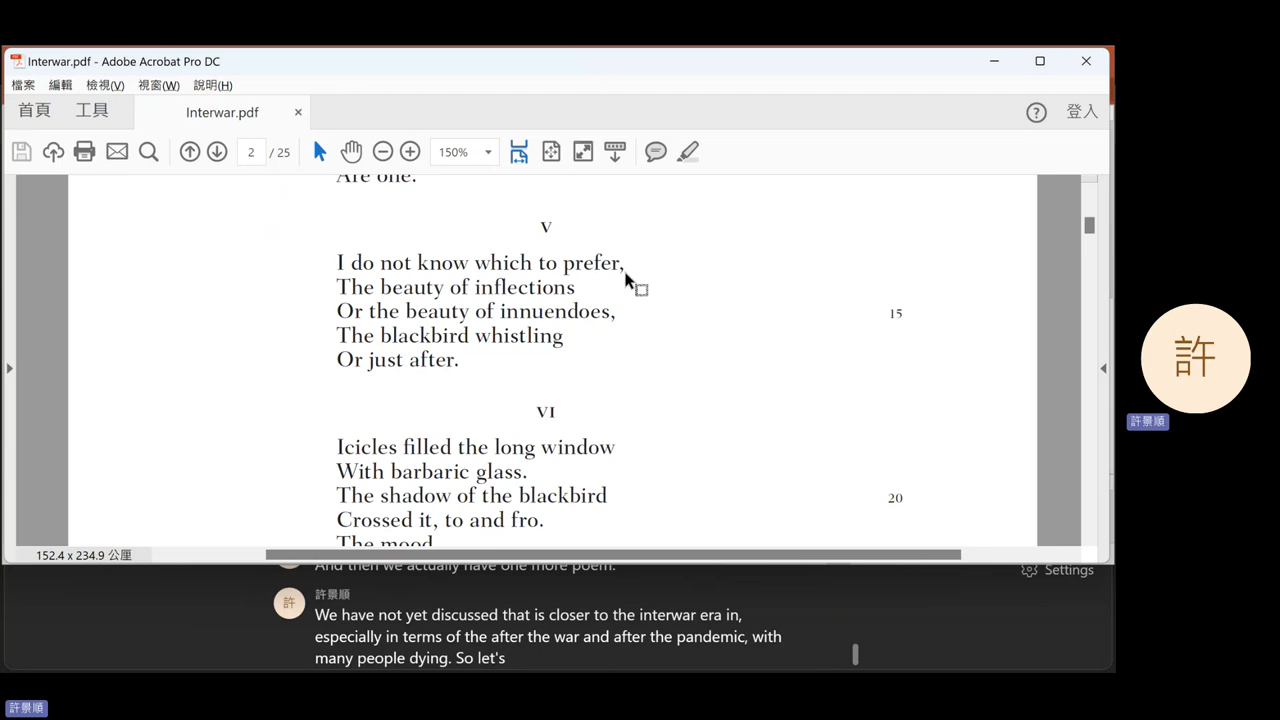 Interwar.pdf - Adobe Acrobat Pro DC
檔案 編輯 檢視(V) 視窗(W) 說明(H)
首頁 工具 Interwar.pdf × ? 登入
2 / 25 150%
Are one.
V
I do not know which to prefer,
The beauty of inflections
Or the beauty of innuendoes, 15
The blackbird whistling
Or just after.
VI
Icicles filled the long window
With barbaric glass.
The shadow of the blackbird 20
Crossed it, to and fro.
The mood
152.4 x 234.9 公厘
And then we actually have one more poem.
Settings
許 許景順
We have not yet discussed that is closer to the interwar era in,
especially in terms of the after the war and after the pandemic, with
many people dying. So let's
許
許景順
許景順